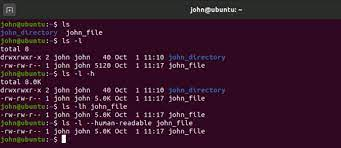 john@ubuntu: ~
john@ubuntu:~$ ls
john_directory  john_file
john@ubuntu:~$ ls -l
total 8
drwxrwxr-x 2 john john   40 Oct  1 11:10 john_directory
-rw-rw-r-- 1 john john 5120 Oct  1 11:17 john_file
john@ubuntu:~$ ls -l -h
total 8.0K
drwxrwxr-x 2 john john   40 Oct  1 11:10 john_directory
-rw-rw-r-- 1 john john 5.0K Oct  1 11:17 john_file
john@ubuntu:~$ ls -lh john_file
-rw-rw-r-- 1 john john 5.0K Oct  1 11:17 john_file
john@ubuntu:~$ ls -l --human-readable john_file
-rw-rw-r-- 1 john john 5.0K Oct  1 11:17 john_file
john@ubuntu:~$